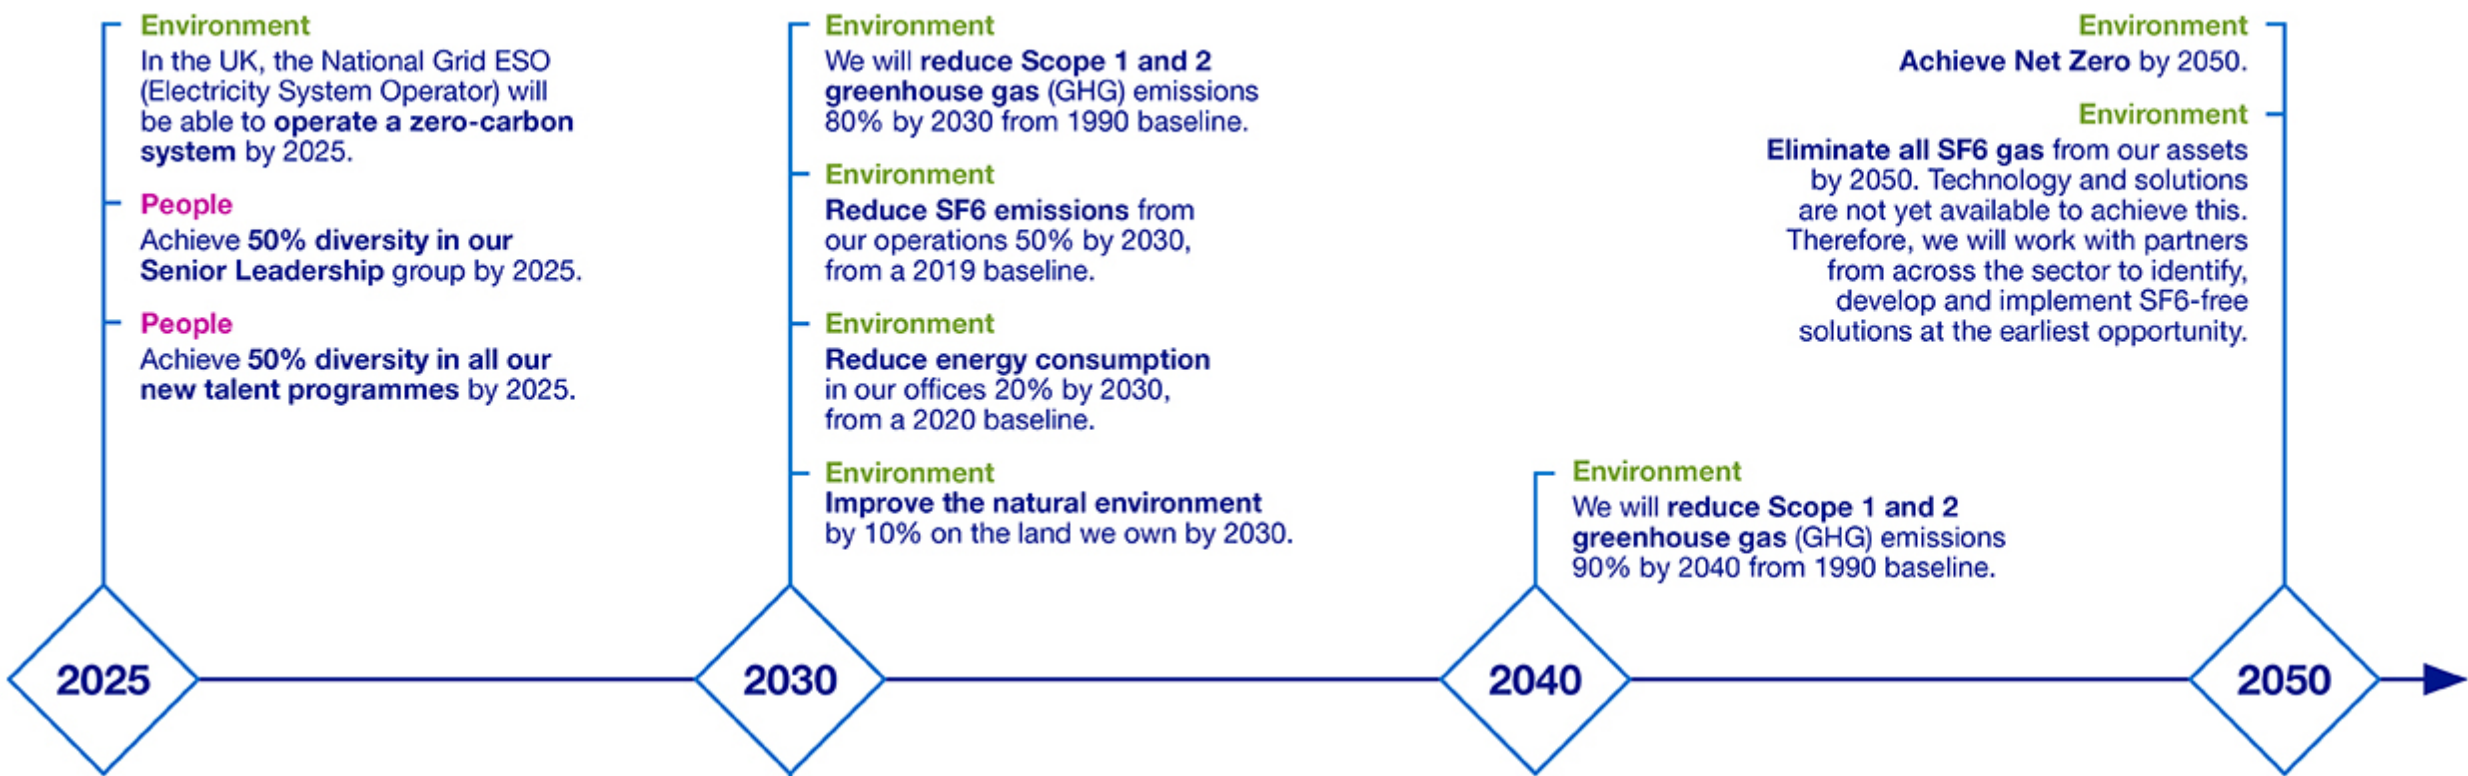 Environment
In the UK, the National Grid ESO
(Electricity System Operator) will
be able to operate a zero-carbon
system by 2025.
People
Achieve 50% diversity in our
Senior Leadership group by 2025.
People
Achieve 50% diversity in all our
new talent programmes by 2025.
2025
Environment
We will reduce Scope 1 and 2
greenhouse gas (GHG) emissions
80% by 2030 from 1990 baseline.
Environment
Reduce SF6 emissions from
our operations 50% by 2030,
from a 2019 baseline.
Environment
Reduce energy consumption
in our offices 20% by 2030,
from a 2020 baseline.
Environment
Improve the natural environment
by 10% on the land we own by 2030.
2030
Environment
We will reduce Scope 1 and 2
greenhouse gas (GHG) emissions
90% by 2040 from 1990 baseline.
2040
Environment
Achieve Net Zero by 2050.
Environment
Eliminate all SF6 gas from our assets
by 2050. Technology and solutions
are not yet available to achieve this.
Therefore, we will work with partners
from across the sector to identify,
develop and implement SF6-free
solutions at the earliest opportunity.
2050